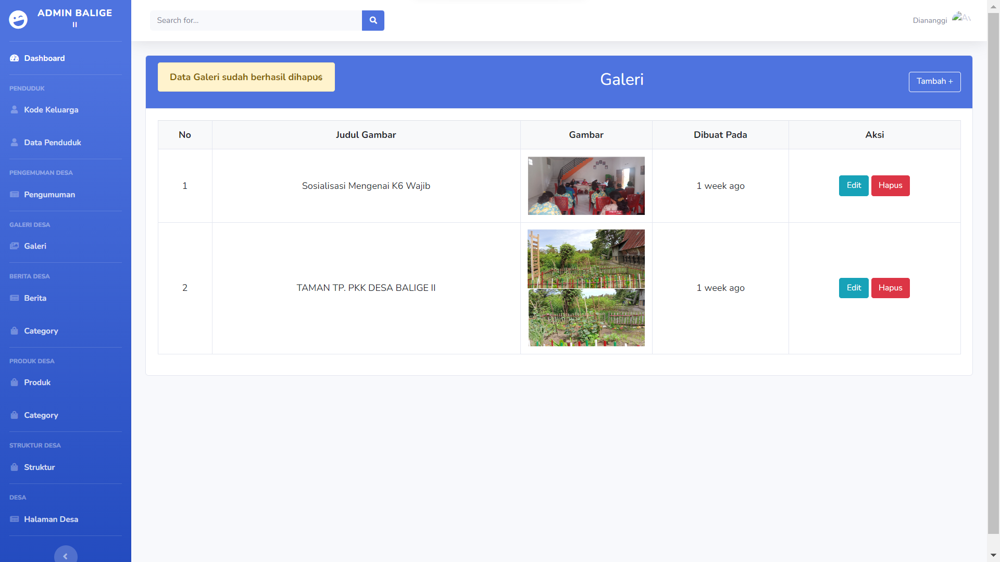 ADMIN BALIGE
II
Dashboard
PENDUDUK
Kode Keluarga
Data Penduduk
PENGEMUMAN DESA
Pengumuman
GALERI DESA
Galeri
BERITA DESA
Berita
Category
PRODUK DESA
Produk
Category
STRUKTUR DESA
Struktur
DESA
Halaman Desa
Search for...
Diananggi
Av
Data Galeri sudah berhasil dihapus
×
Galeri
Tambah +
No Judul Gambar Gambar Dibuat Pada Aksi
1 Sosialisasi Mengenai K6 Wajib 1 week ago Edit Hapus
2 TAMAN TP. PKK DESA BALIGE II 1 week ago Edit Hapus